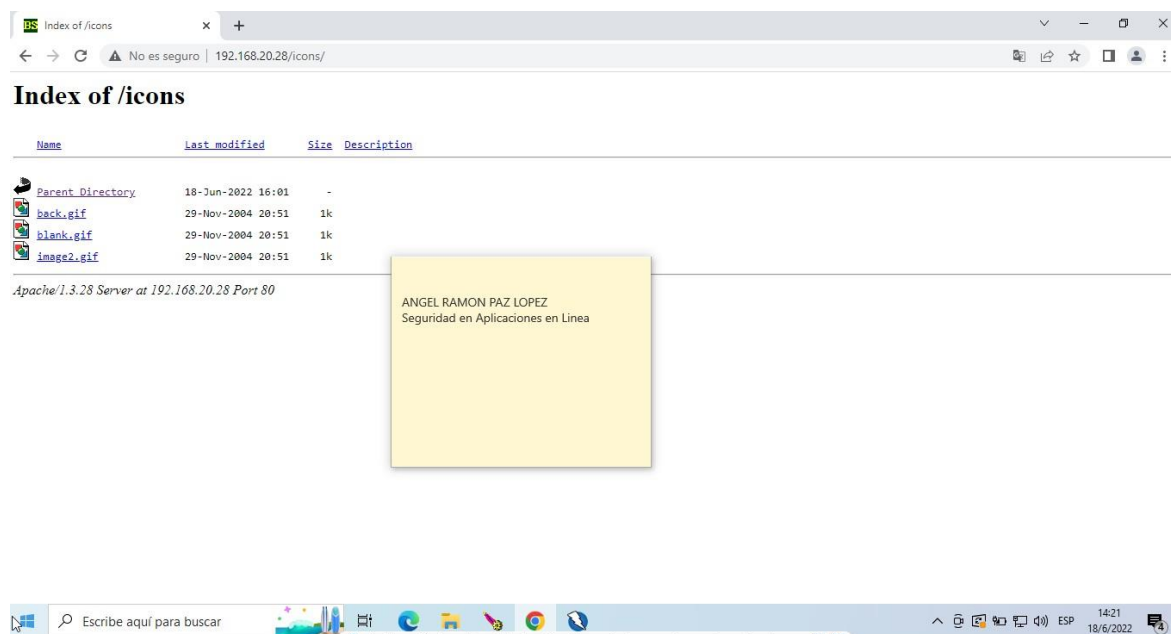 BS Index of /icons
No es seguro | 192.168.20.28/icons/
Index of /icons
Name Last modified Size Description
Parent Directory 18-Jun-2022 16:01 -
back.gif 29-Nov-2004 20:51 1k
blank.gif 29-Nov-2004 20:51 1k
image2.gif 29-Nov-2004 20:51 1k
Apache/1.3.28 Server at 192.168.20.28 Port 80
ANGEL RAMON PAZ LOPEZ
Seguridad en Aplicaciones en Linea
Escribe aquí para buscar
ESP
14:21
18/6/2022
4